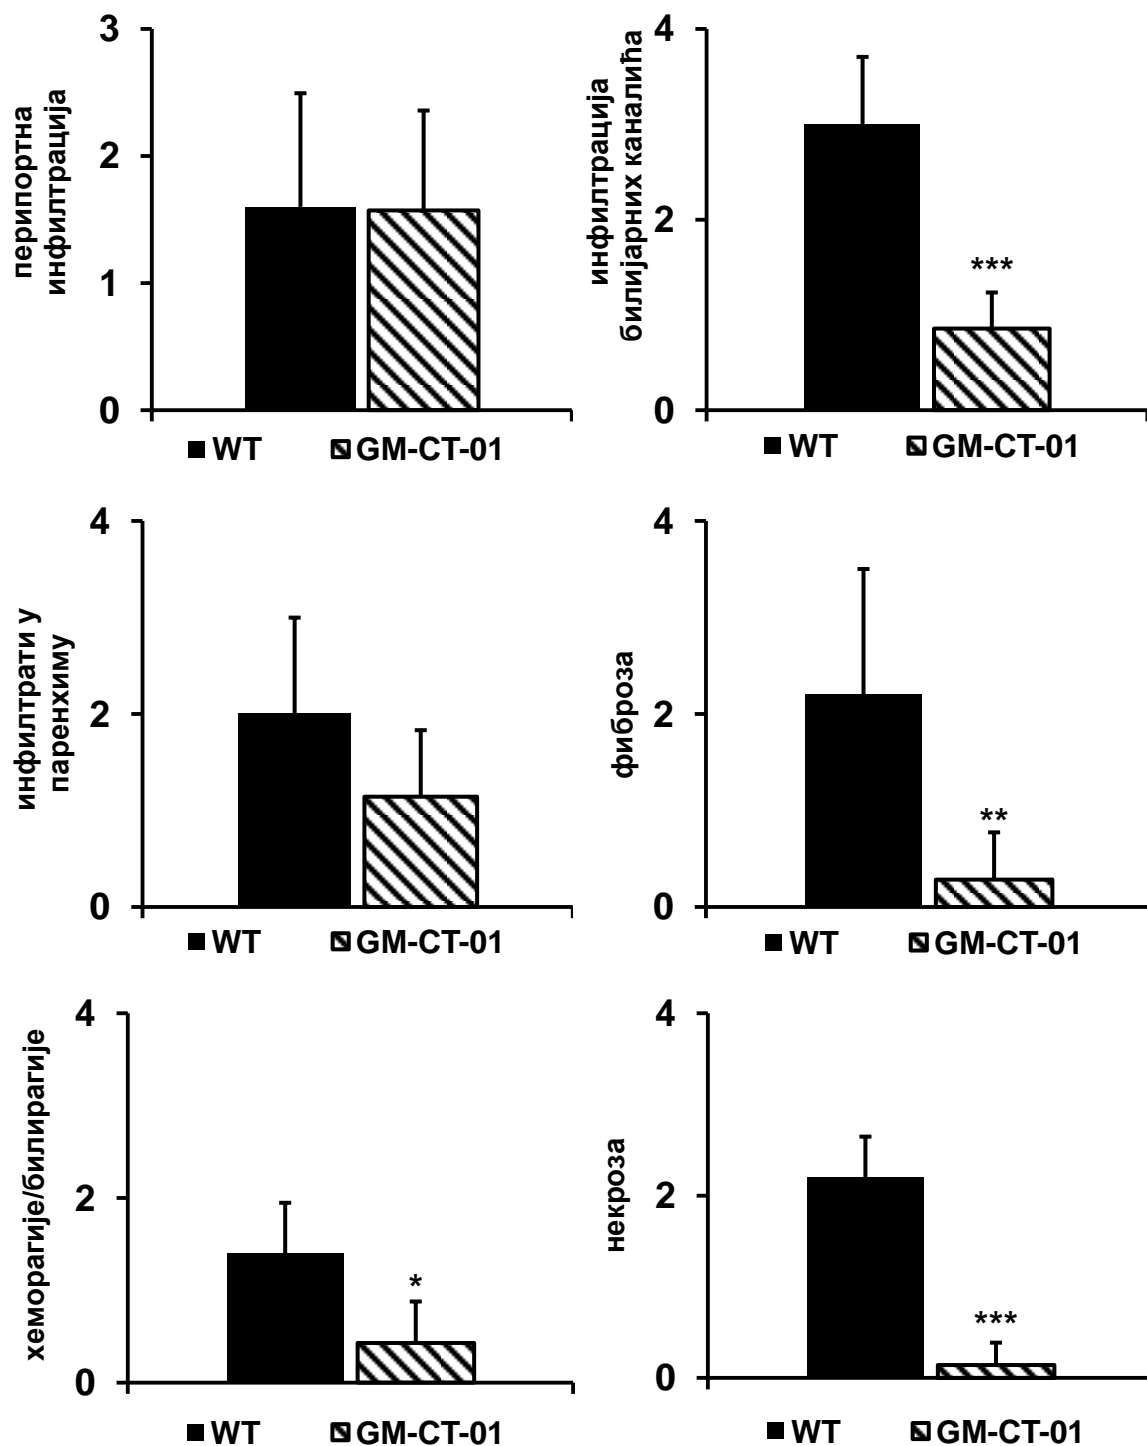 перипортна
инфилтрација
3
2
1
0
WT GM-CT-01
инфилтрација
билијарних каналића
4
2
0
***
WT GM-CT-01
инфилтрати у
паренхиму
4
2
0
WT GM-CT-01
фиброза
4
2
0
**
WT GM-CT-01
хеморагије/билирагије
4
2
0
*
WT GM-CT-01
некроза
4
2
0
***
WT GM-CT-01